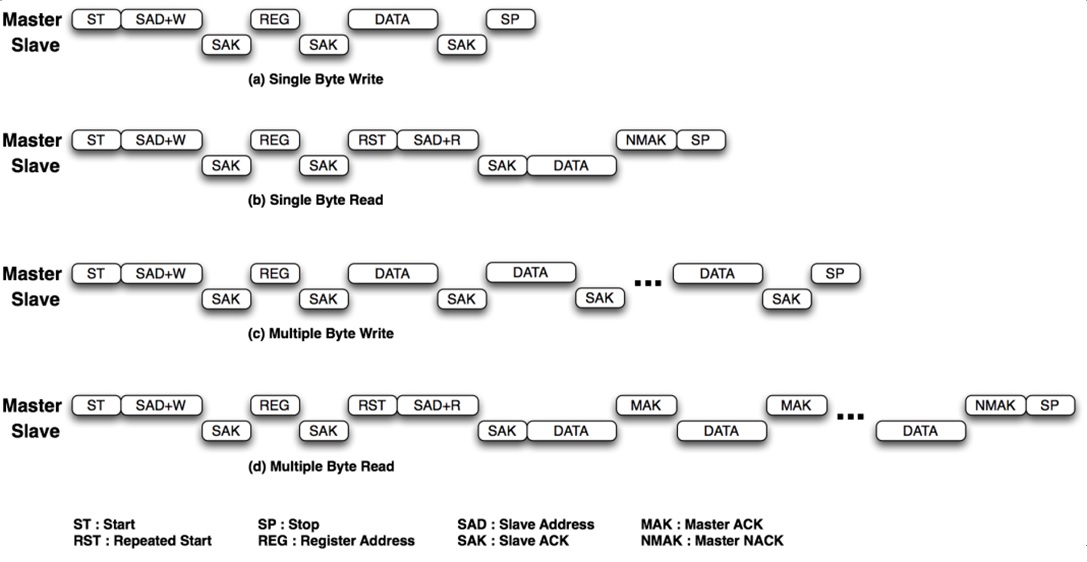 Master ST SAD+W REG DATA SP
Slave SAK SAK SAK
(a) Single Byte Write
Master ST SAD+W REG RST SAD+R NMAK SP
Slave SAK SAK SAK DATA
(b) Single Byte Read
Master ST SAD+W REG DATA DATA ... DATA SP
Slave SAK SAK SAK SAK SAK
(c) Multiple Byte Write
Master ST SAD+W REG RST SAD+R MAK MAK ... NMAK SP
Slave SAK SAK SAK DATA DATA DATA
(d) Multiple Byte Read
ST : Start SP : Stop SAD : Slave Address MAK : Master ACK
RST : Repeated Start REG : Register Address SAK : Slave ACK NMAK : Master NACK